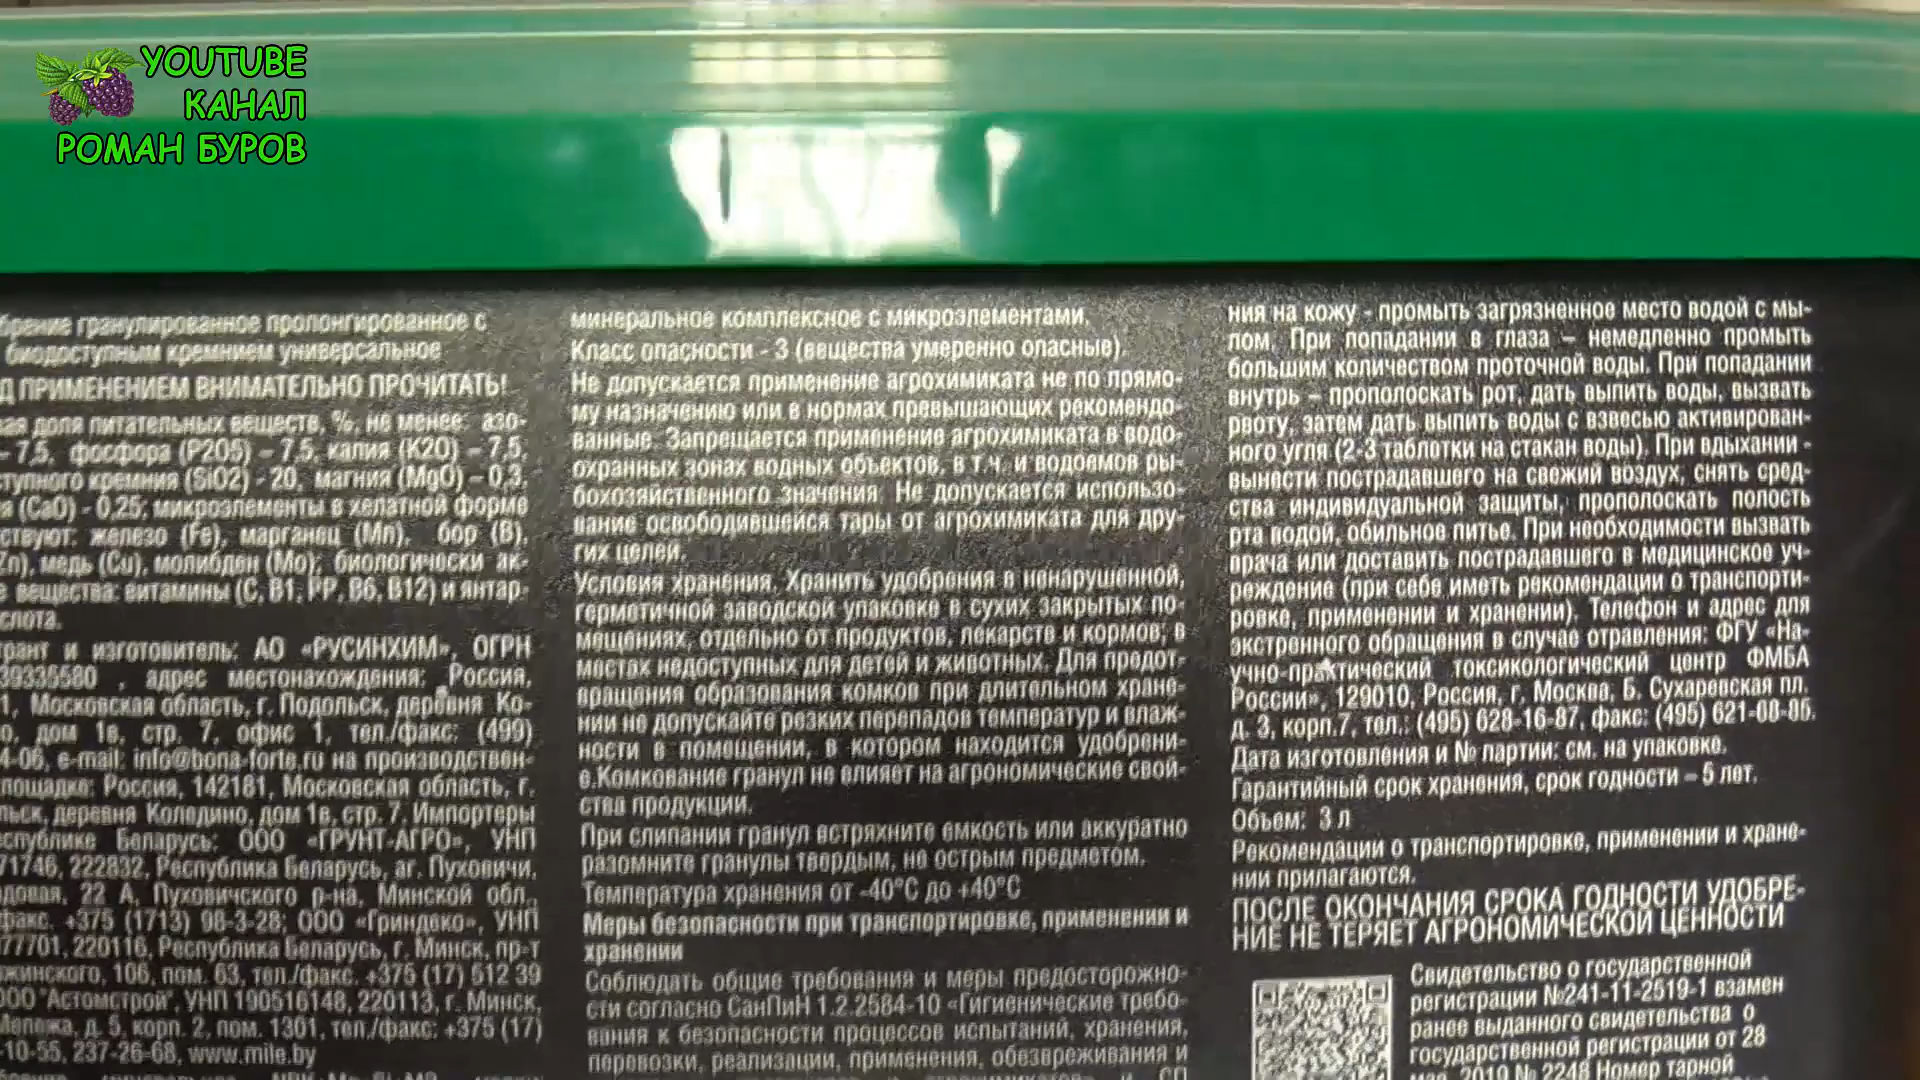 YOUTUBE
КАНАЛ
РОМАН БУРОВ
гранулированное пролонгированное с
биодоступным кремнием универсальное
ПРИМЕНЕНИЕМ ВНИМАТЕЛЬНО ПРОЧИТАТЬ!
доля питательных веществ, %, не менее: азо-
– 7,5, фосфора (P2O5) – 7,5, калия (K2O) – 7,5,
кремния (SiO2) - 20, магния (MgO) – 0,3,
(CaO) - 0,25; микроэлементы в хелатной форме
железо (Fe), марганец (Mn), бор (B),
медь (Cu), молибден (Mo); биологически ак-
вещества: витамины (C, B1, PP, B6, B12) и янтар-
и изготовитель: АО «РУСИНХИМ», ОГРН
39335580 , адрес местонахождения: Россия,
Московская область, г. Подольск, деревня Ко-
дом 1в, стр. 7, офис 1, тел./факс: (499)
e-mail: info@bona-forte.ru на производствен-
Россия, 142181, Московская область, г.
деревня Коледино, дом 1в, стр. 7. Импортеры
Беларусь: ООО «ГРУНТ-АГРО», УНП
71746, 222832, Республика Беларусь, аг. Пуховичи,
22 А, Пуховичского р-на, Минской обл.,
факс. +375 (1713) 98-3-28; ООО «Гриндеко», УНП
77701, 220116, Республика Беларусь, г. Минск, пр-т
106, пом. 63, тел./факс. +375 (17) 512 39
ООО "Астомстрой", УНП 190516148, 220113, г. Минск,
д. 5, корп. 2, пом. 1301, тел./факс: +375 (17)
-10-55, 237-26-68, www.mile.by
минеральное комплексное с микроэлементами.
Класс опасности - 3 (вещества умеренно опасные).
Не допускается применение агрохимиката не по прямо-
му назначению или в нормах превышающих рекомендо-
ванные. Запрещается применение агрохимиката в водо-
охранных зонах водных объектов, в т.ч. и водоемов ры-
бохозяйственного значения. Не допускается использо-
вание освободившейся тары от агрохимиката для дру-
гих целей.
Условия хранения. Хранить удобрения в ненарушенной,
герметичной заводской упаковке в сухих закрытых по-
мещениях, отдельно от продуктов, лекарств и кормов, в
местах недоступных для детей и животных. Для предот-
вращения образования комков при длительном хране-
нии не допускайте резких перепадов температур и влаж-
ности в помещении, в котором находится удобрени-
е.Комкование гранул не влияет на агрономические свой-
ства продукции.
При слипании гранул встряхните емкость или аккуратно
разомните гранулы твердым, не острым предметом.
Температура хранения от -40°C до +40°C
Меры безопасности при транспортировке, применении и
хранении
Соблюдать общие требования и меры предосторожно-
сти согласно СанПиН 1.2.2584-10 «Гигиенические требо-
вания к безопасности процессов испытаний, хранения,
перевозки, реализации, применения, обезвреживания и
ния на кожу - промыть загрязненное место водой с мы-
лом. При попадании в глаза – немедленно промыть
большим количеством проточной воды. При попадании
внутрь – прополоскать рот, дать выпить воды, вызвать
рвоту, затем дать выпить воды с взвесью активирован-
ного угля (2-3 таблетки на стакан воды). При вдыхании -
вынести пострадавшего на свежий воздух, снять сред-
ства индивидуальной защиты, прополоскать полость
рта водой, обильное питье. При необходимости вызвать
врача или доставить пострадавшего в медицинское уч-
реждение (при себе иметь рекомендации о транспорти-
ровке, применении и хранении). Телефон и адрес для
экстренного обращения в случае отравления: ФГУ «На-
учно-практический токсикологический центр ФМБА
России», 129010, Россия, г. Москва, Б. Сухаревская пл.
д. 3, корп.7, тел.: (495) 628-16-87, факс: (495)
Дата изготовления и № партии: см. на упаковке.
Гарантийный срок хранения, срок годности – 5 лет.
Объем: 3 л
Рекомендации о транспортировке, применении и хране-
нии прилагаются.
ПОСЛЕ ОКОНЧАНИЯ СРОКА ГОДНОСТИ УДОБРЕ-
НИЕ НЕ ТЕРЯЕТ АГРОНОМИЧЕСКОЙ ЦЕННОСТИ
Свидетельство о государственной
регистрации №241-11-2519-1 взамен
ранее выданного свидетельства о
государственной регистрации от 28
мая, 2019 № 2248 Номер тарной